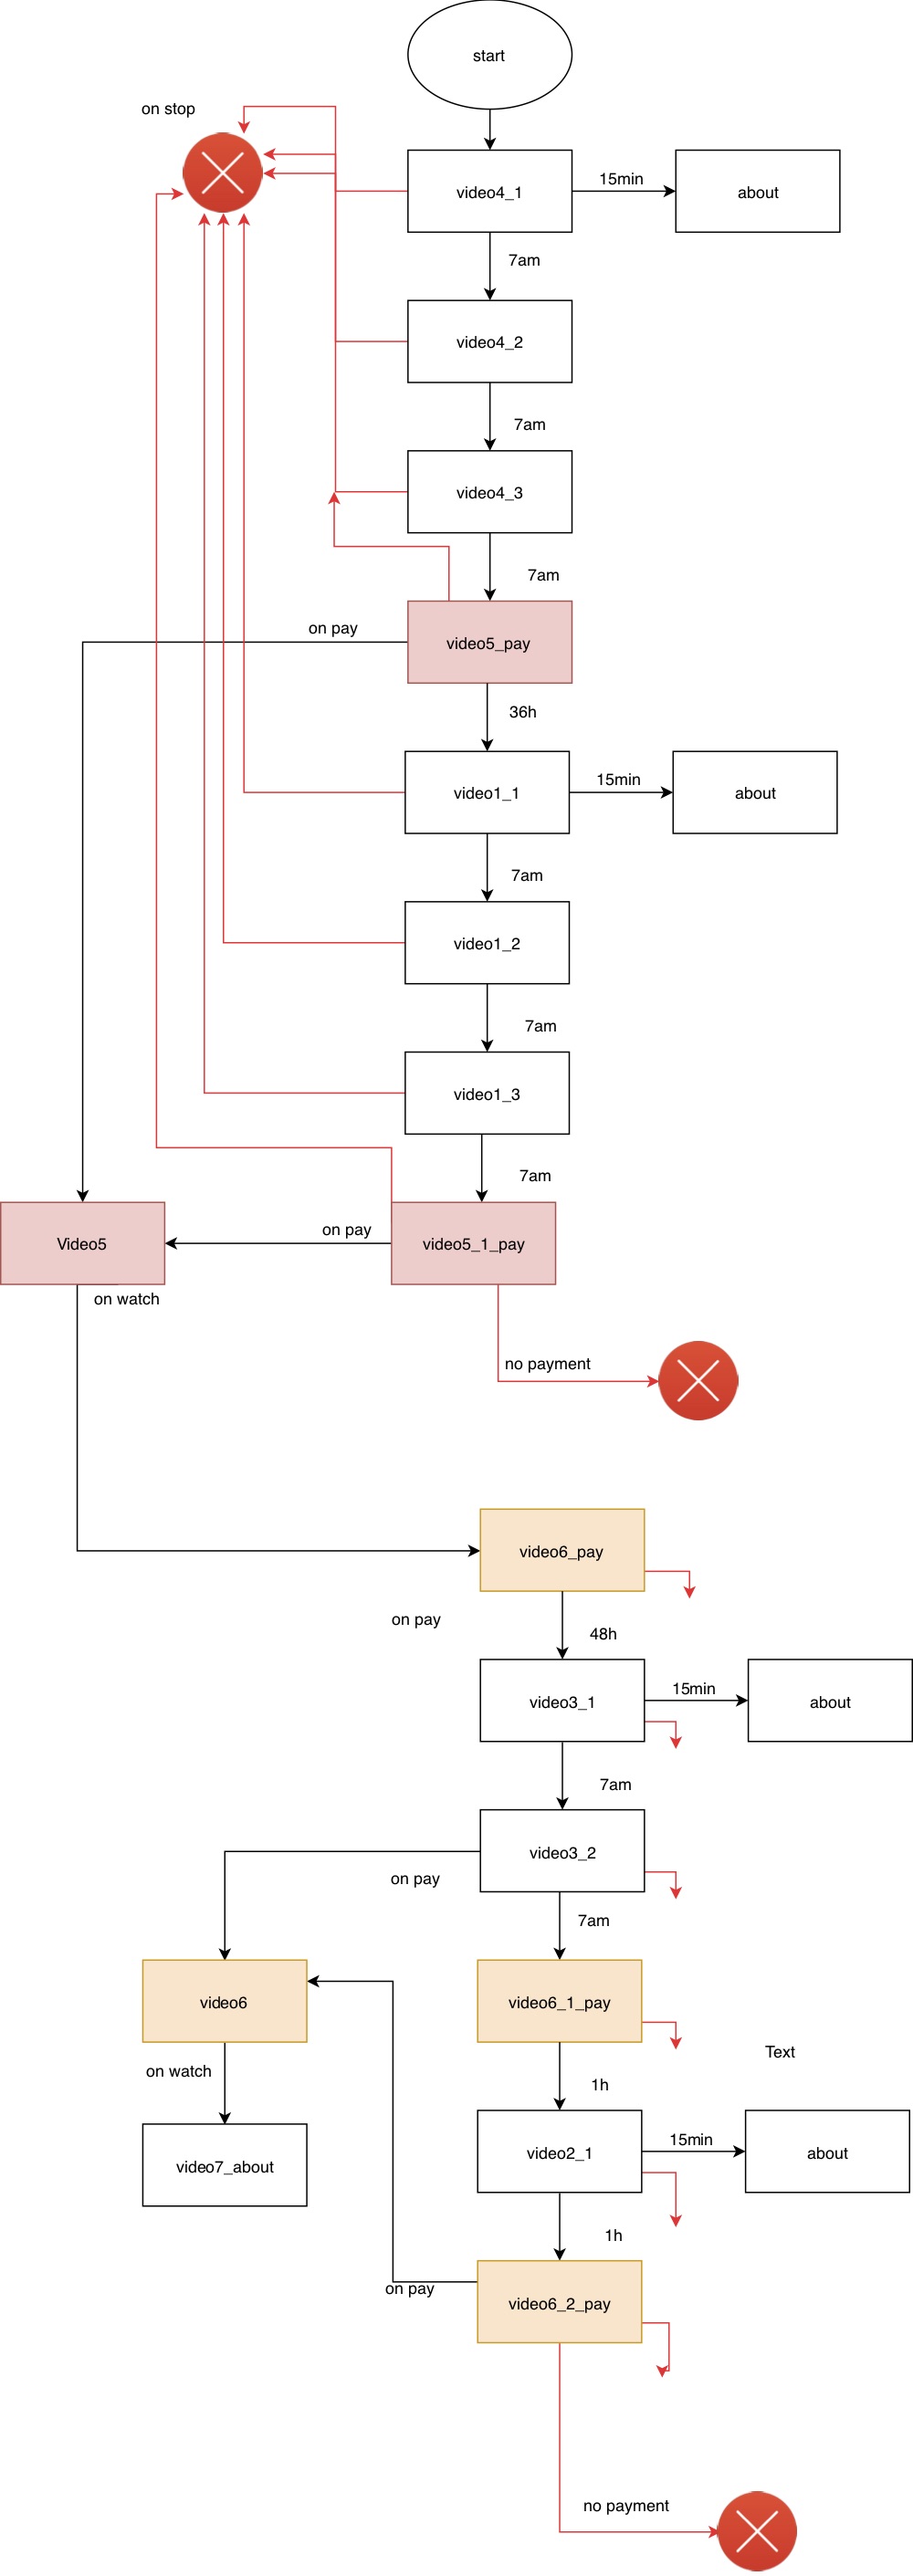 start
on stop
video4_1
15min
about
7am
video4_2
7am
video4_3
7am
on pay
video5_pay
36h
video1_1
15min
about
7am
video1_2
7am
video1_3
7am
Video5
on pay
video5_1_pay
on watch
no payment
video6_pay
on pay
48h
video3_1
15min
about
7am
video3_2
on pay
7am
video6
video6_1_pay
Text
on watch
1h
video7_about
video2_1
15min
about
1h
on pay
video6_2_pay
no payment